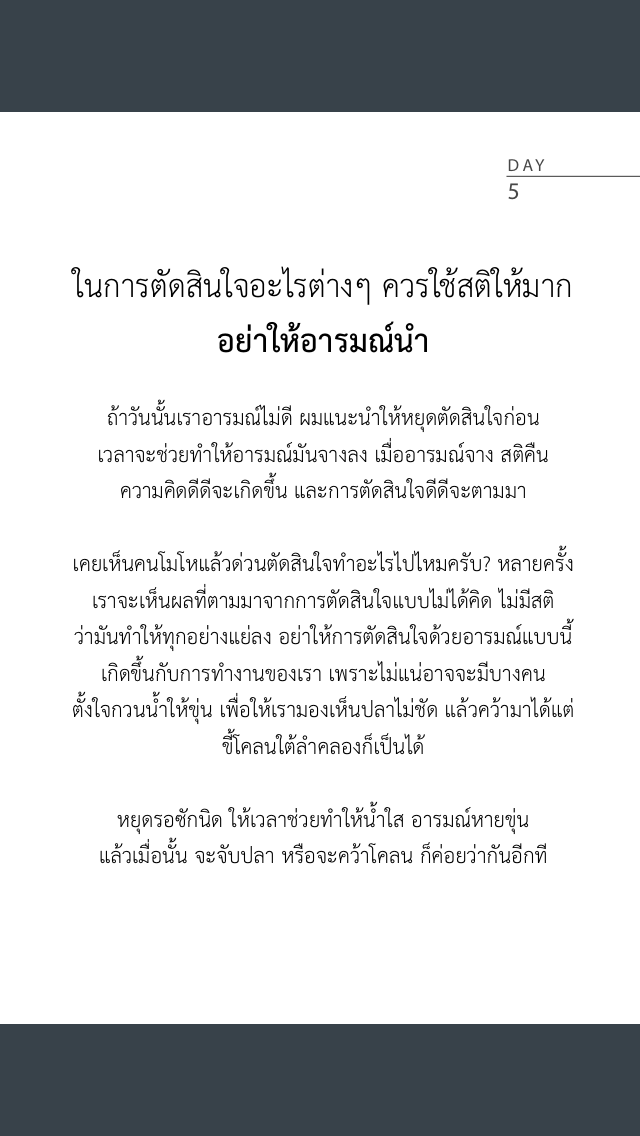 DAY
5
ในการตัดสินใจอะไรต่างๆ ควรใช้สติให้มาก
อย่าให้อารมณ์นำ
ถ้าวันนั้นเราอารมณ์ไม่ดี ผมแนะนำให้หยุดตัดสินใจก่อน
เวลาจะช่วยทำให้อารมณ์มันจางลง เมื่ออารมณ์จาง สติคืน
ความคิดดีดีจะเกิดขึ้น และการตัดสินใจดีดีจะตามมา
เคยเห็นคนโมโหแล้วด่วนตัดสินใจทำอะไรไปไหมครับ? หลายครั้ง
เราจะเห็นผลที่ตามมาจากการตัดสินใจแบบไม่ได้คิด ไม่มีสติ
ว่ามันทำให้ทุกอย่างแย่ลง อย่าให้การตัดสินใจด้วยอารมณ์แบบนี้
เกิดขึ้นกับการทำงานของเรา เพราะไม่แน่อาจจะมีบางคน
ตั้งใจกวนน้ำให้ขุ่น เพื่อให้เรามองเห็นปลาไม่ชัด แล้วคว้ามาได้แต่
ขี้โคลนใต้ลำคลองก็เป็นได้
หยุดรอซักนิด ให้เวลาช่วยทำให้น้ำใส อารมณ์หายขุ่น
แล้วเมื่อนั้น จะจับปลา หรือจะคว้าโคลน ก็ค่อยว่ากันอีกที